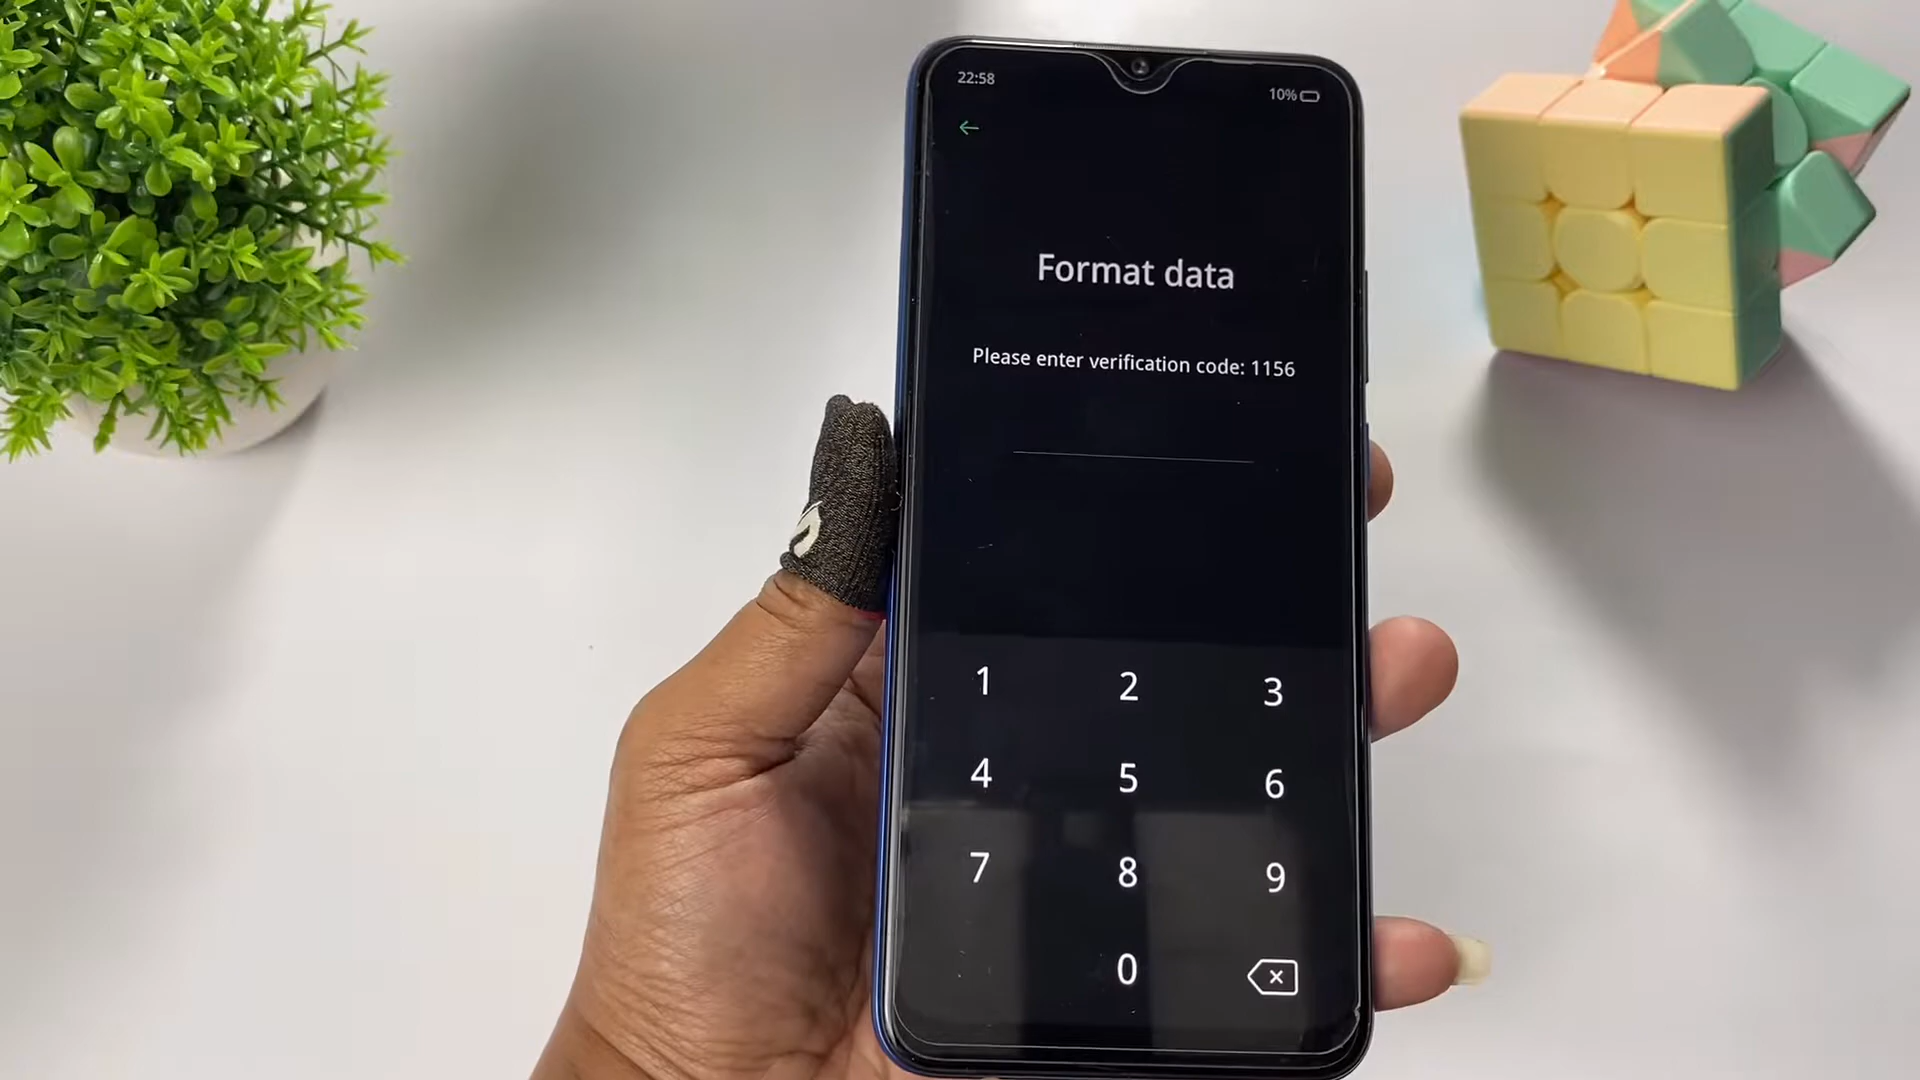 22:58
10%
Format data
Please enter verification code: 1156
1 2 3
4 5 6
7 8 9
0